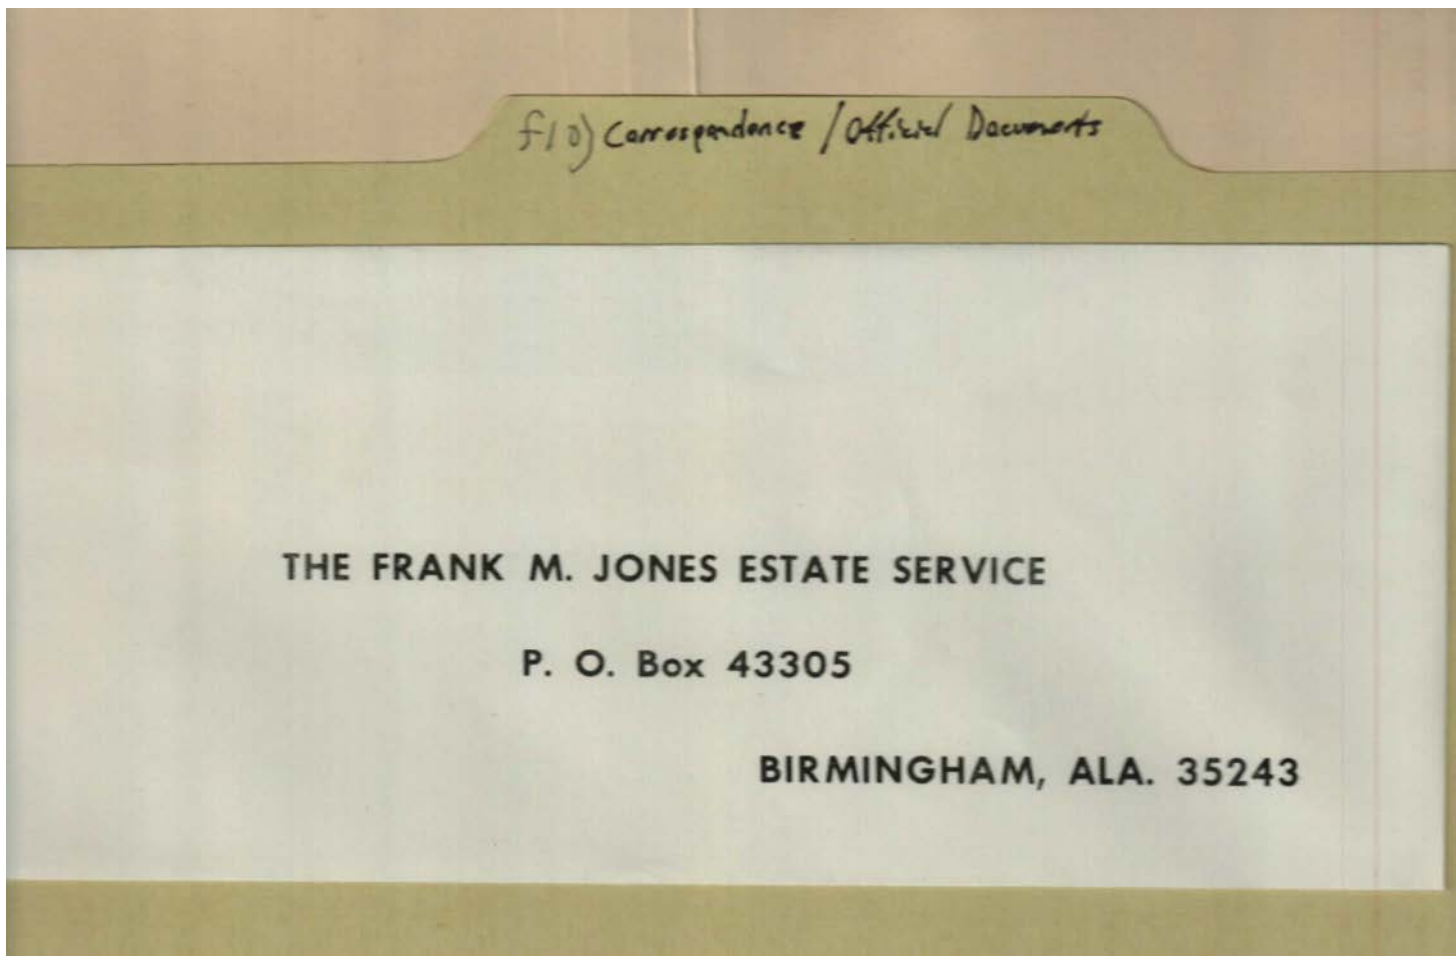 f10) Correspondence / Official Documents
THE FRANK M. JONES ESTATE SERVICE
P. O. Box 43305
BIRMINGHAM, ALA. 35243